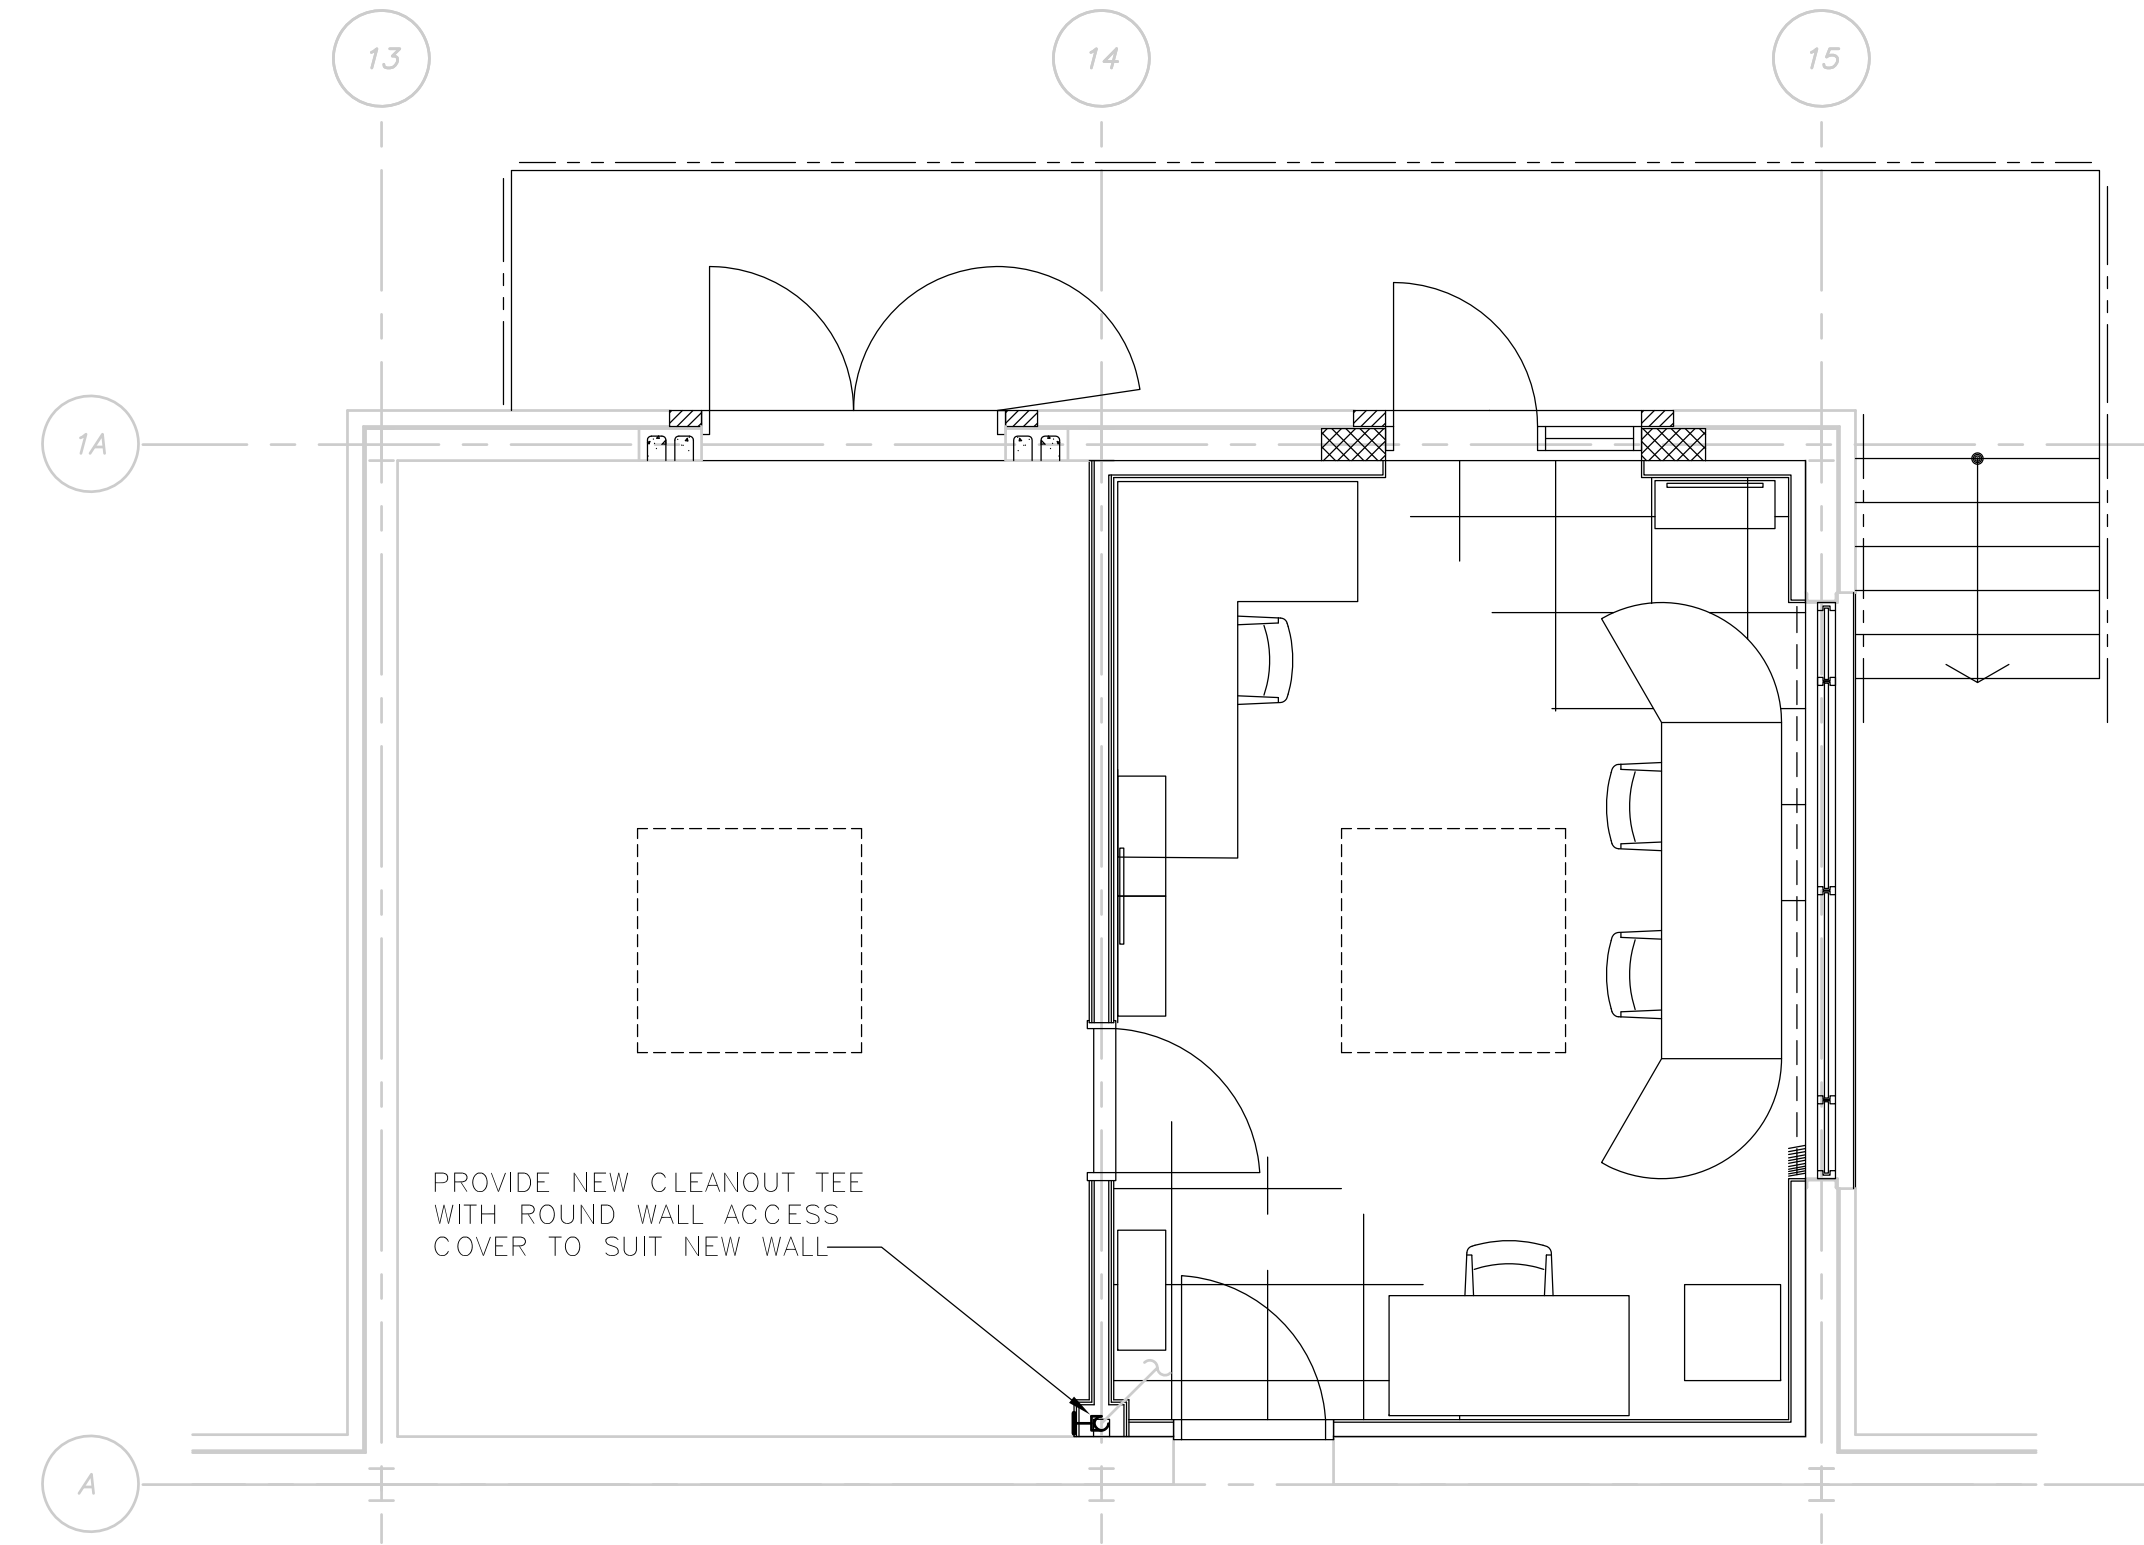 13
14
15
1A
PROVIDE NEW CLEANOUT TEE
WITH ROUND WALL ACCESS
COVER TO SUIT NEW WALL
A